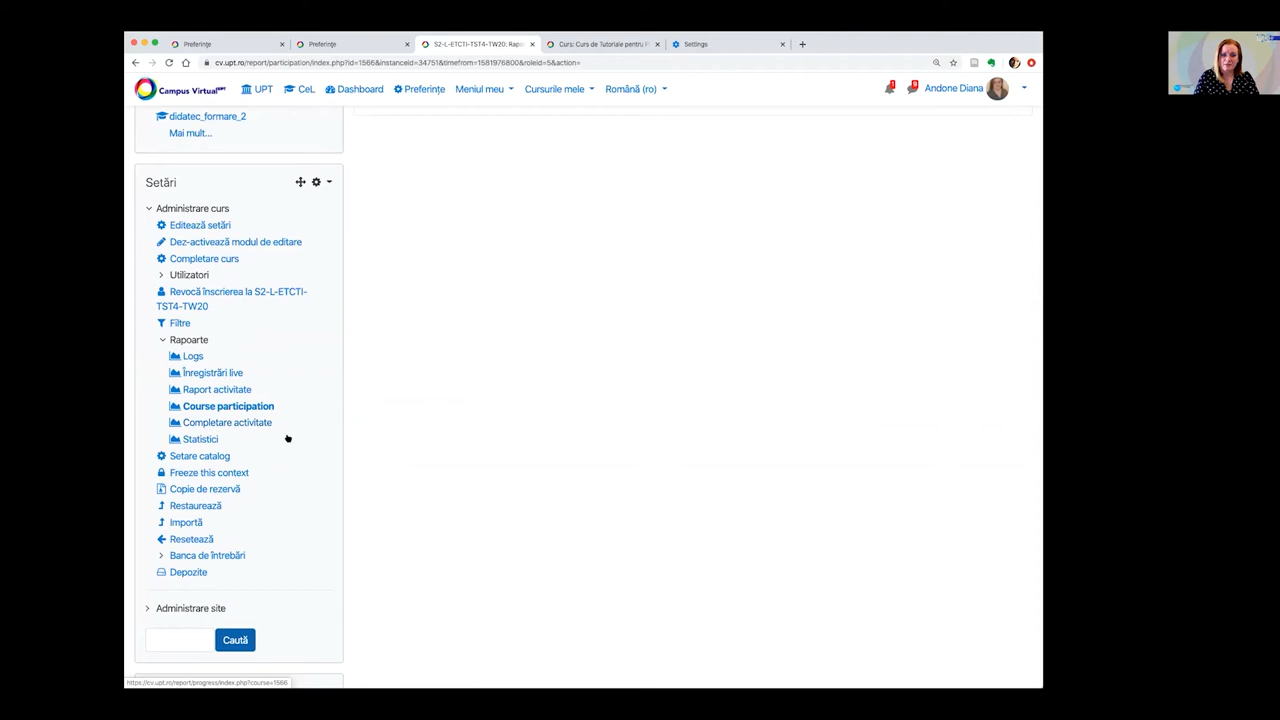 Preferințe
Preferințe
S2-L-ETCTI-TST4-TW20: Rapo
Curs: Curs de Tutoriale pentru P
Settings
cv.upt.ro/report/participation/index.php?id=1566&instanceid=34751&timefrom=1581976800&roleid=5&action=
Campus Virtual UPT
UPT
CeL
Dashboard
Preferințe
Meniul meu
Cursurile mele
Română (ro)
Andone Diana
didatec_formare_2
Mai mult...
Setări
Administrare curs
Editează setări
Dez-activează modul de editare
Completare curs
Utilizatori
Revocă înscrierea la S2-L-ETCTI-
TST4-TW20
Filtre
Rapoarte
Logs
Înregistrări live
Raport activitate
Course participation
Completare activitate
Statistici
Setare catalog
Freeze this context
Copie de rezervă
Restaurează
Importă
Resetează
Banca de întrebări
Depozite
Administrare site
Caută
https://cv.upt.ro/report/progress/index.php?course=1566